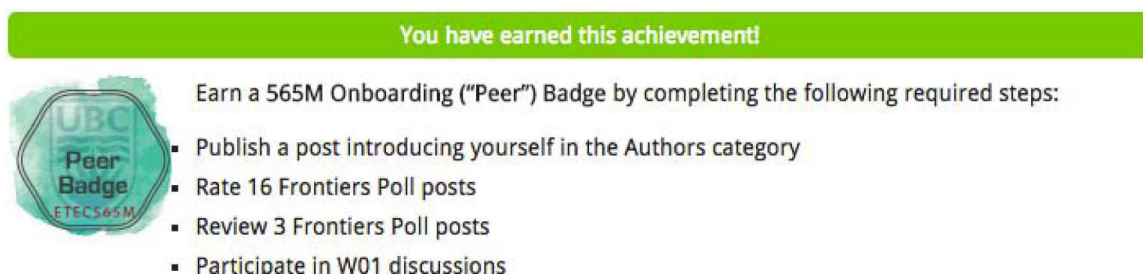 You have earned this achievement!
UBC
Peer
Badge
ETEC565M
Earn a 565M Onboarding (“Peer”) Badge by completing the following required steps:
▪ Publish a post introducing yourself in the Authors category
▪ Rate 16 Frontiers Poll posts
▪ Review 3 Frontiers Poll posts
▪ Participate in W01 discussions